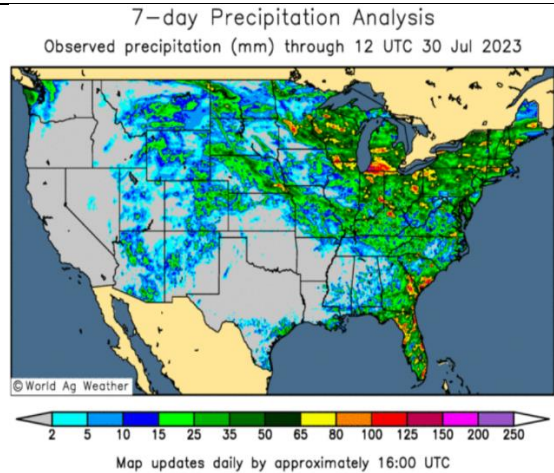 7-day Precipitation Analysis
Observed precipitation (mm) through 12 UTC 30 Jul 2023
©World Ag Weather
2 5 10 15 25 35 50 65 80 100 125 150 200 250
Map updates daily by approximately 16:00 UTC